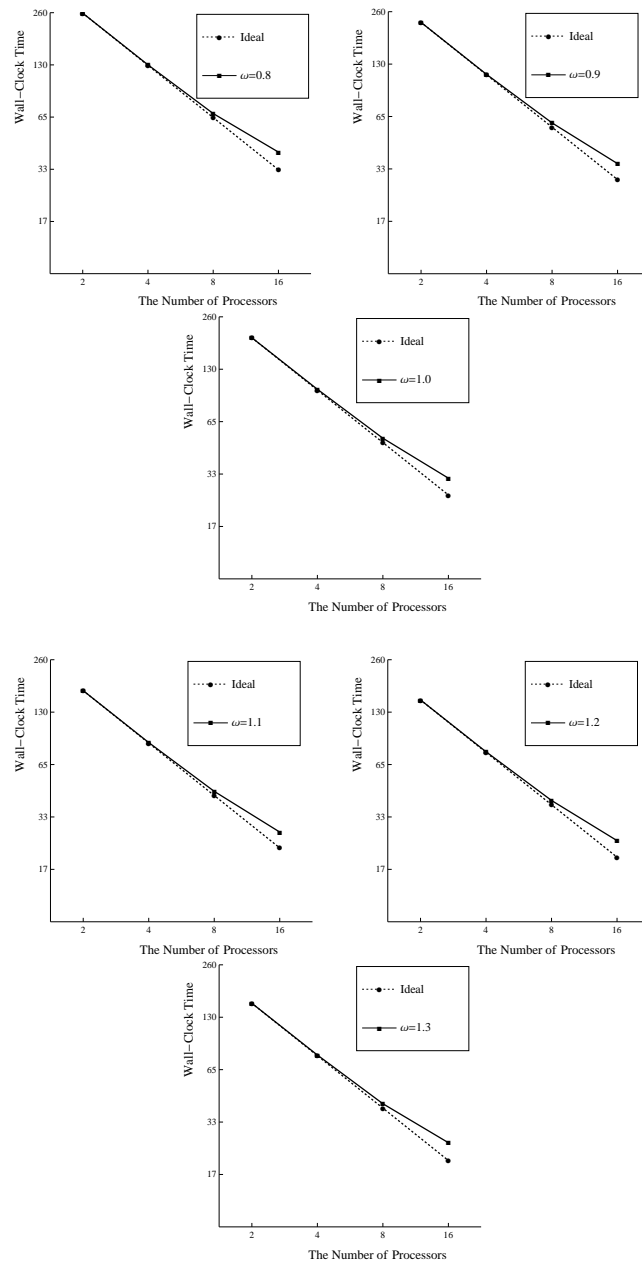 Wall−Clock Time
260
130
65
33
17
2
4
8
16
The Number of Processors
Ideal
ω=0.8
Wall−Clock Time
260
130
65
33
17
2
4
8
16
The Number of Processors
Ideal
ω=0.9
Wall−Clock Time
260
130
65
33
17
2
4
8
16
The Number of Processors
Ideal
ω=1.0
Wall−Clock Time
260
130
65
33
17
2
4
8
16
The Number of Processors
Ideal
ω=1.1
Wall−Clock Time
260
130
65
33
17
2
4
8
16
The Number of Processors
Ideal
ω=1.2
Wall−Clock Time
260
130
65
33
17
2
4
8
16
The Number of Processors
Ideal
ω=1.3